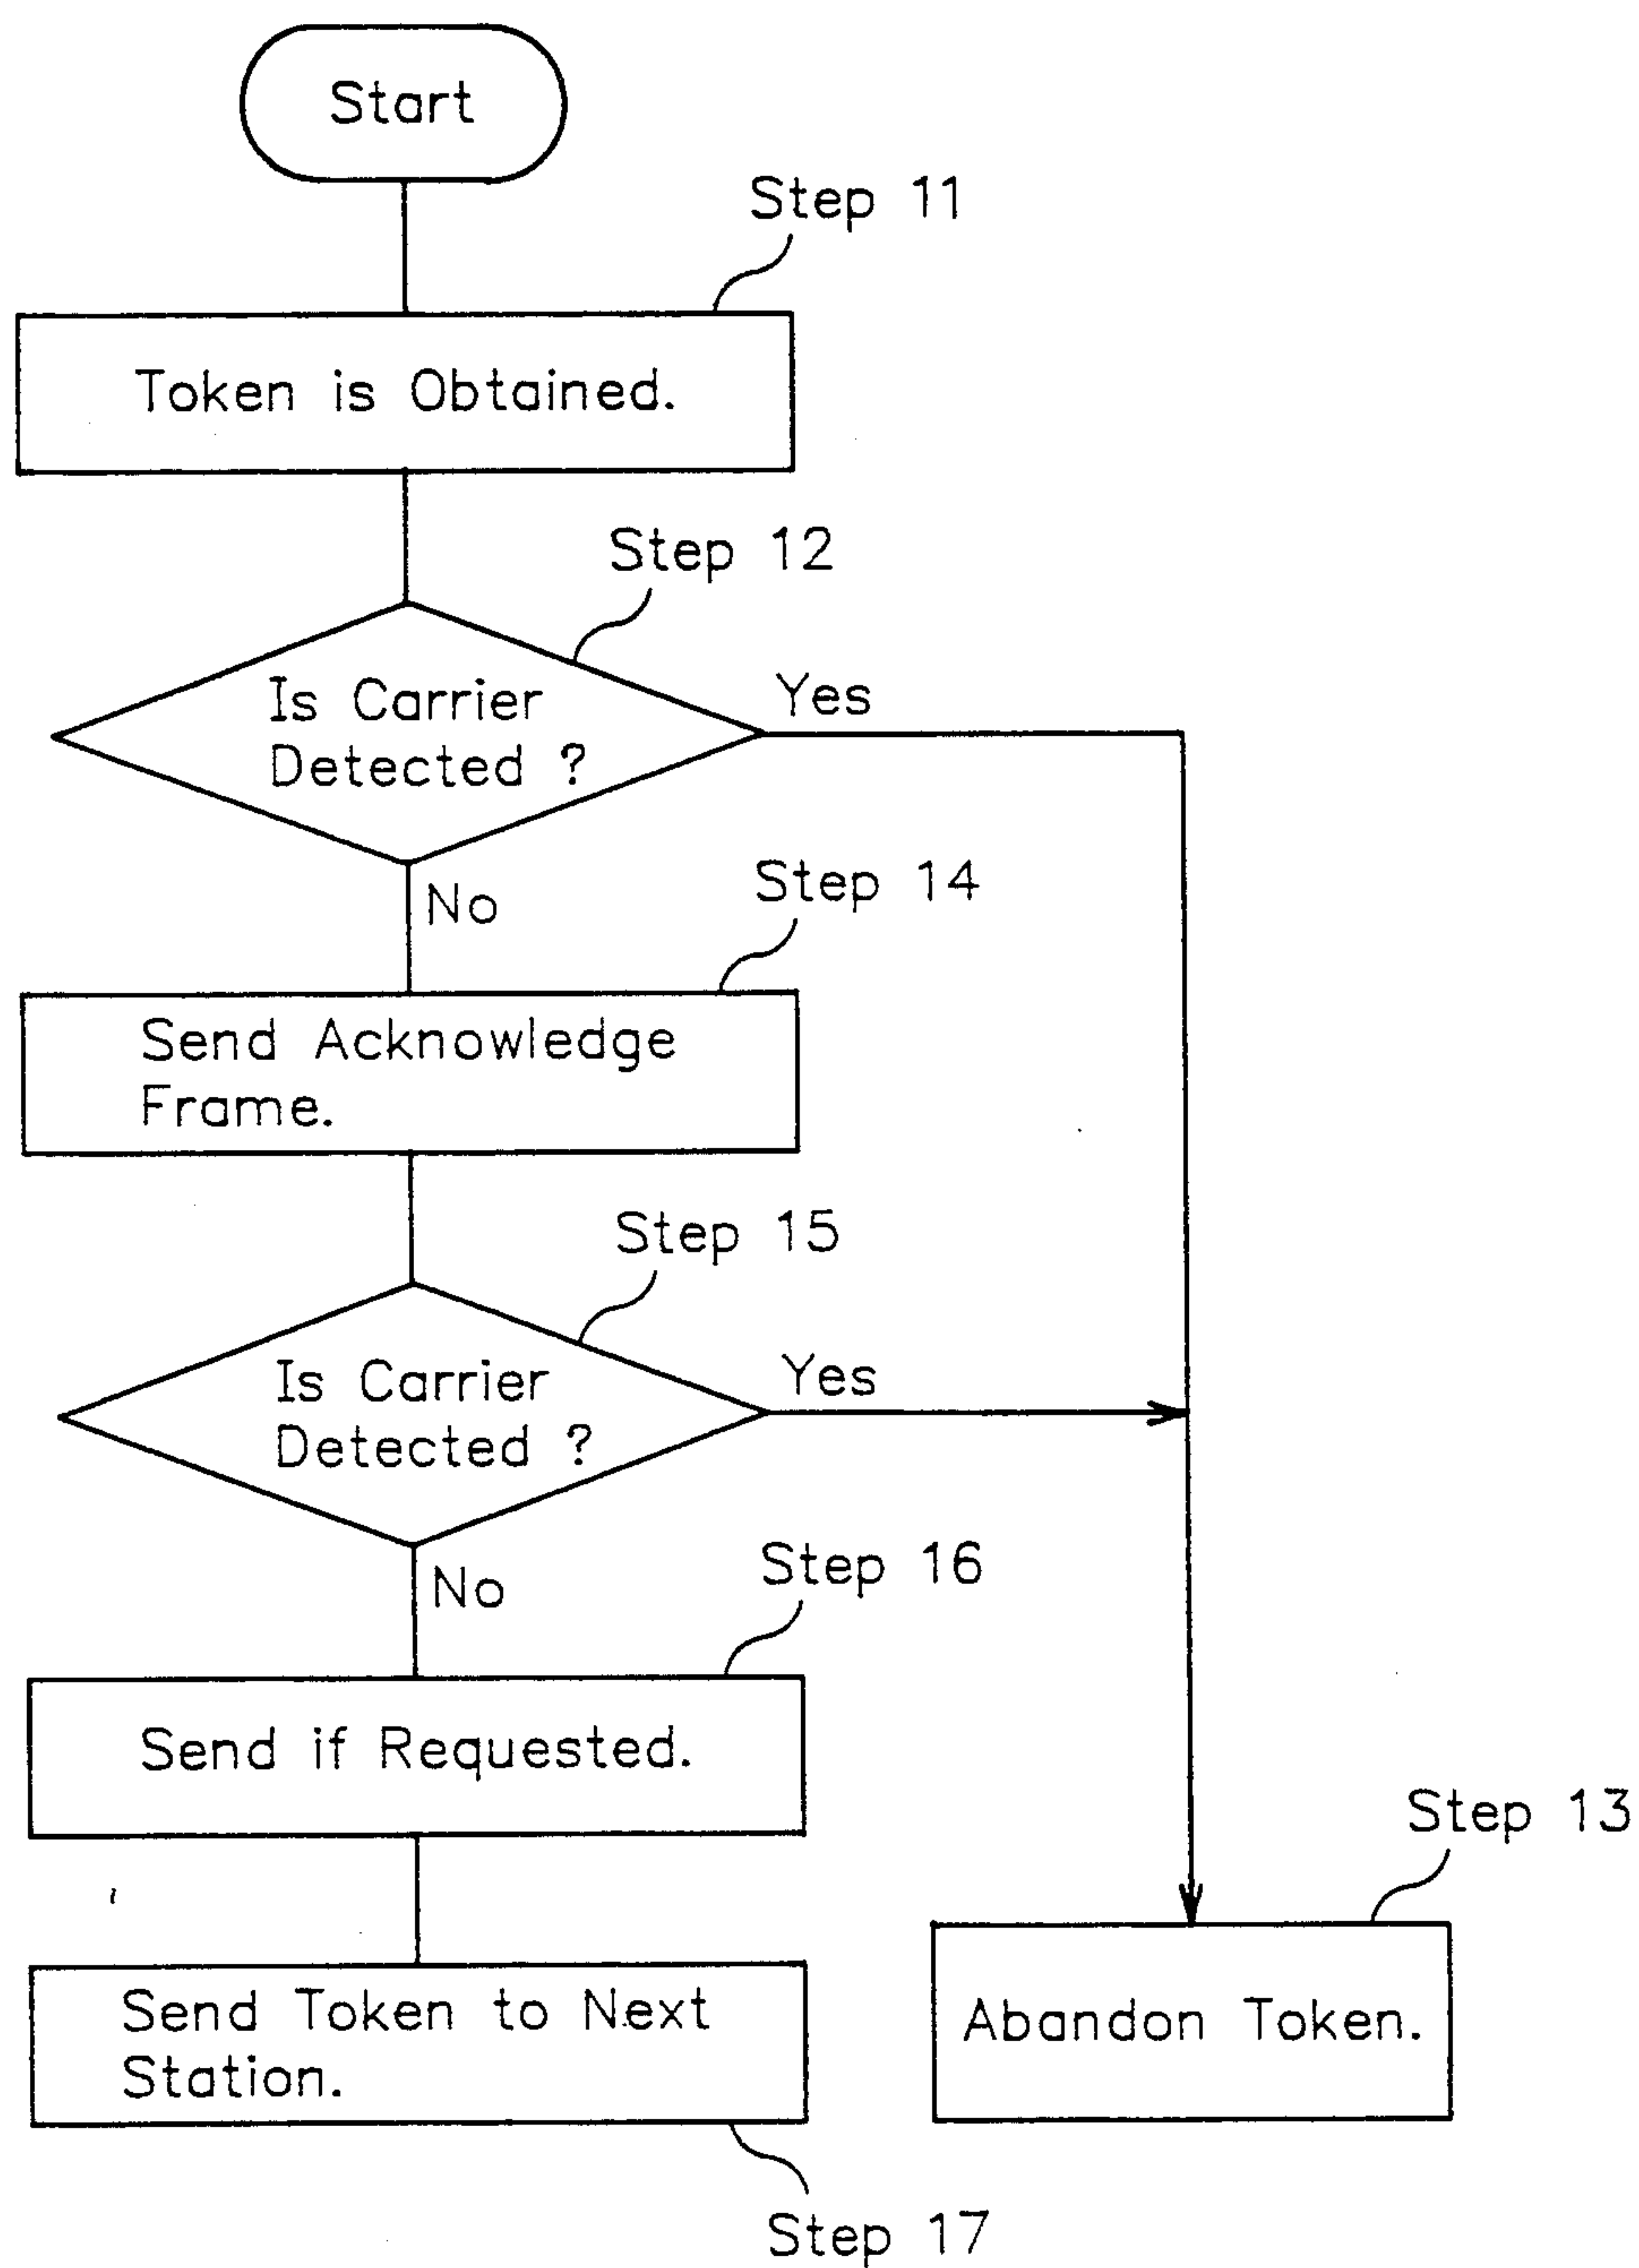 Start
Step 11
Token is Obtained.
Step 12
Is Carrier
Detected ?
Yes
No
Step 14
Send Acknowledge
Frame.
Step 15
Is Carrier
Detected ?
Yes
No
Step 16
Send if Requested.
Step 13
Abandon Token.
Send Token to Next
Station.
Step 17